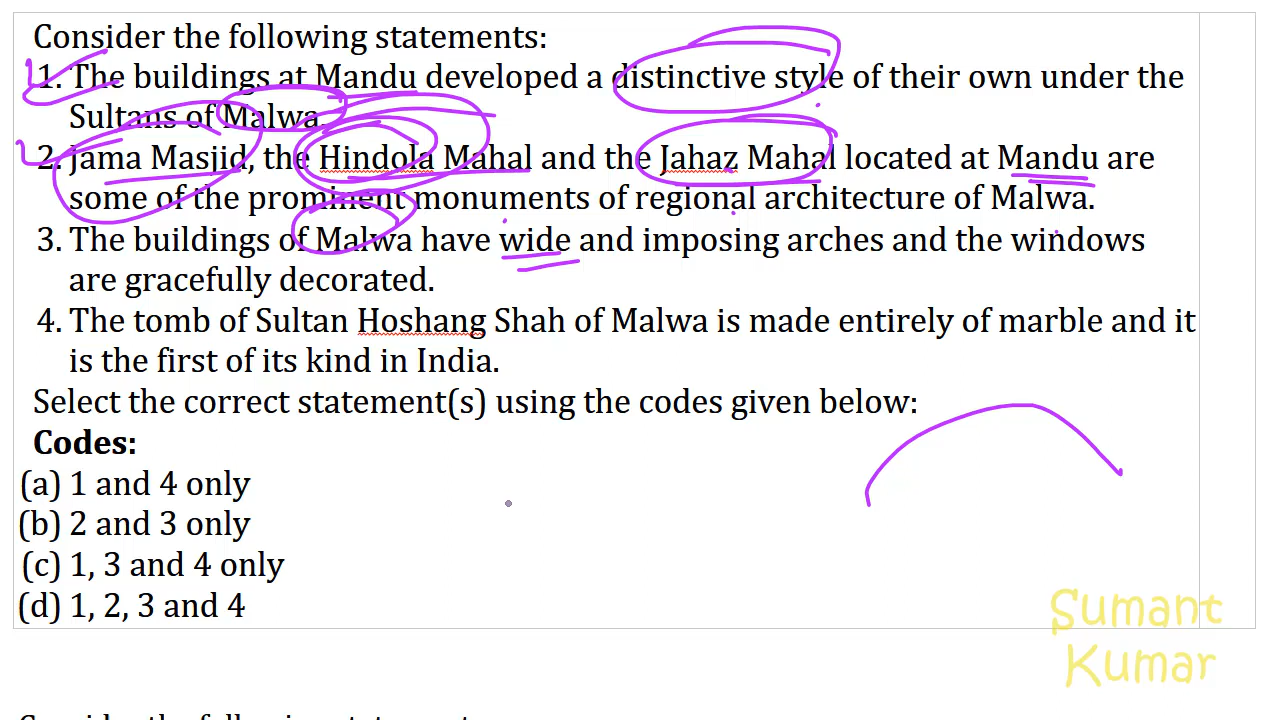 Consider the following statements:
1. The buildings at Mandu developed a distinctive style of their own under the
Sultans of Malwa.
2. Jama Masjid, the Hindola Mahal and the Jahaz Mahal located at Mandu are
some of the prominent monuments of regional architecture of Malwa.
3. The buildings of Malwa have wide and imposing arches and the windows
are gracefully decorated.
4. The tomb of Sultan Hoshang Shah of Malwa is made entirely of marble and it
is the first of its kind in India.
Select the correct statement(s) using the codes given below:
Codes:
(a) 1 and 4 only
(b) 2 and 3 only
(c) 1, 3 and 4 only
(d) 1, 2, 3 and 4
Sumant
Kumar